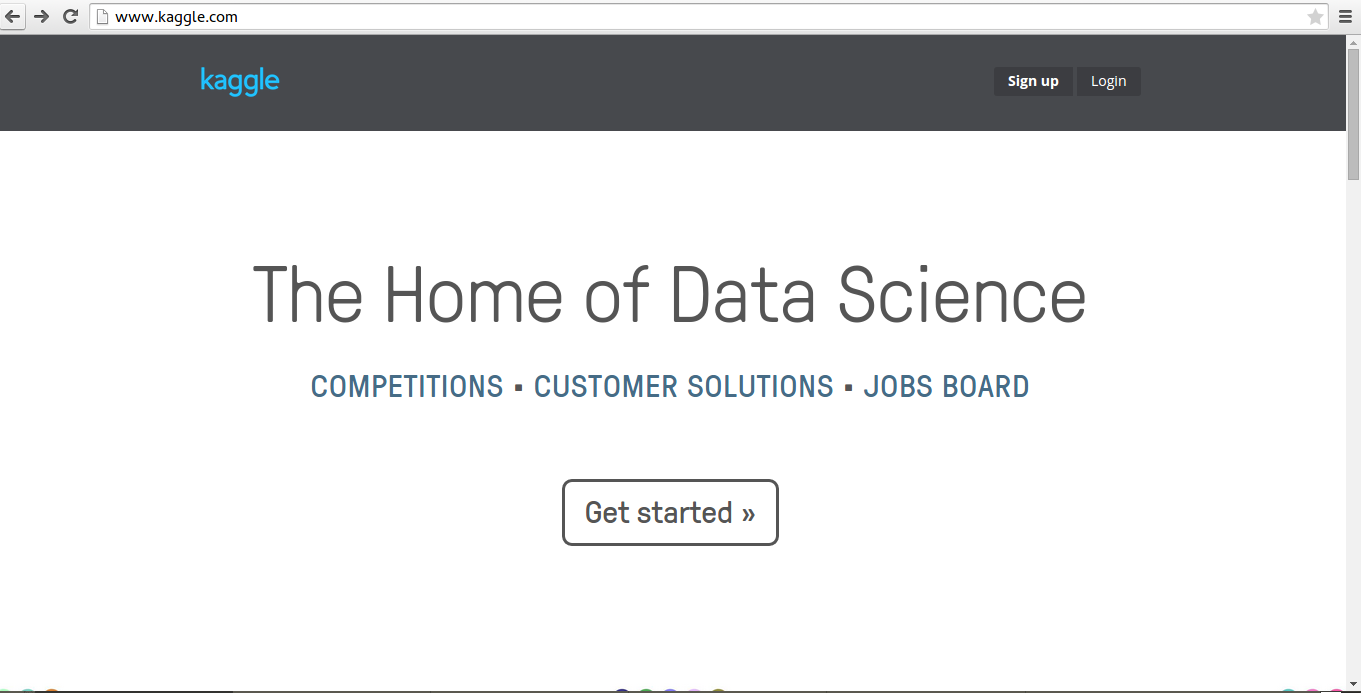 www.kaggle.com
kaggle
Sign up Login
The Home of Data Science
COMPETITIONS ▪ CUSTOMER SOLUTIONS ▪ JOBS BOARD
Get started »